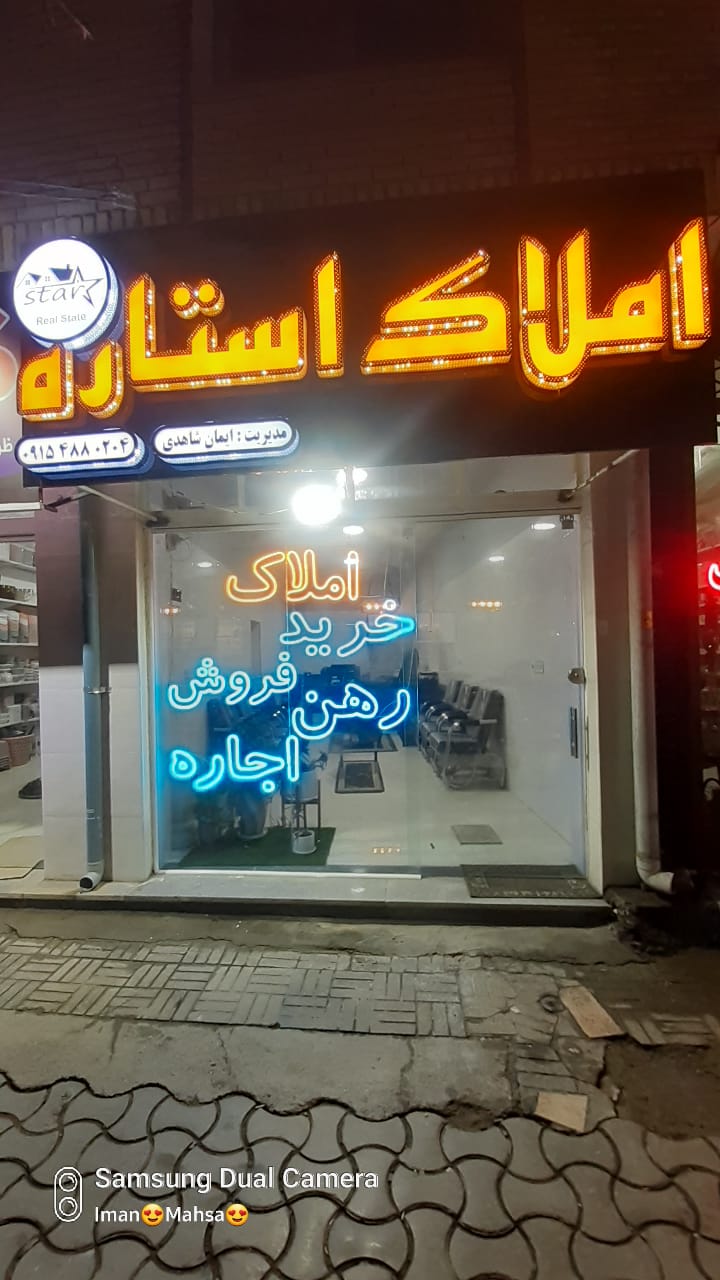 املاک ستاره
star
Real State
مدیریت : ایمان شاهدی
۰۹۱۵ ۴۸۸ ۰۲۰۴
املاک
خرید
فروش
رهن
اجاره
Samsung Dual Camera
Iman😍Mahsa😍